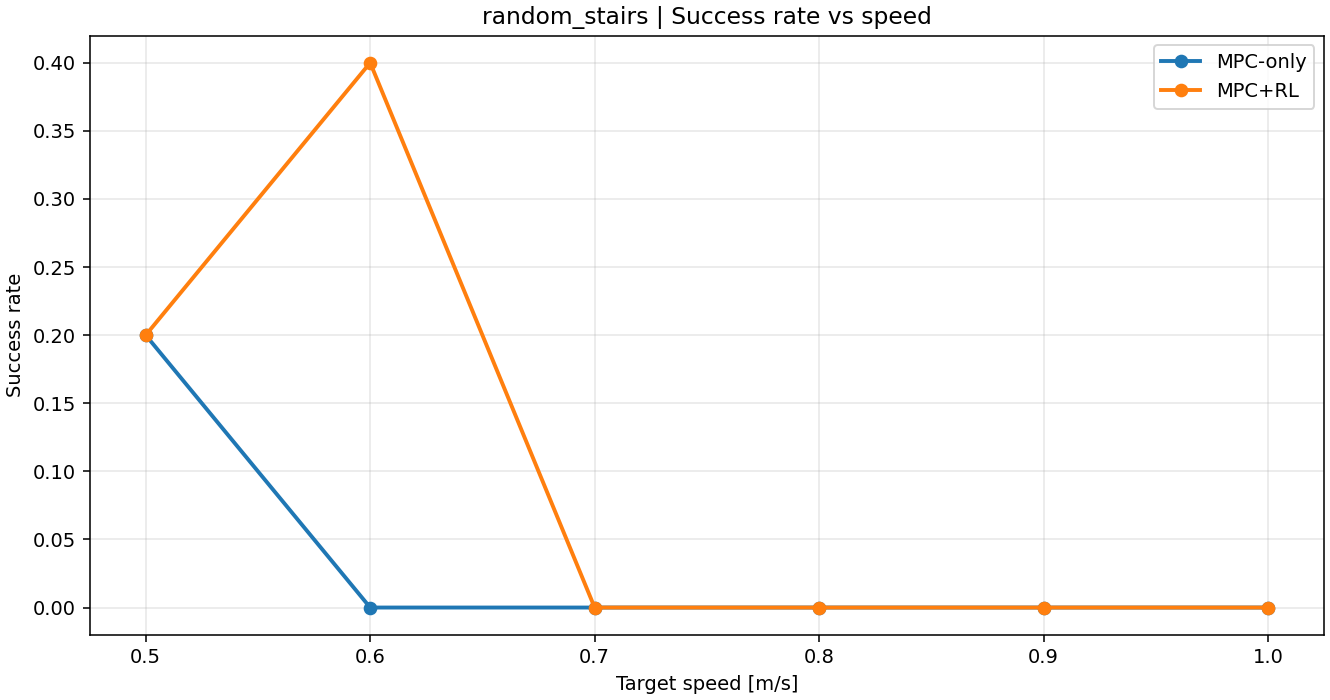 random_stairs | Success rate vs speed
MPC-only
MPC+RL
Success rate
0.40
0.35
0.30
0.25
0.20
0.15
0.10
0.05
0.00
0.5 0.6 0.7 0.8 0.9 1.0
Target speed [m/s]